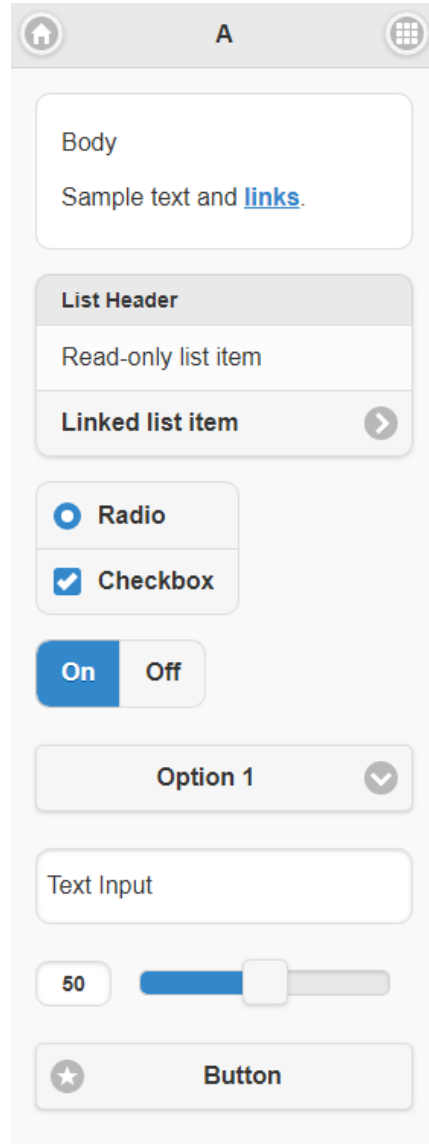 A
Body
Sample text and links.
List Header
Read-only list item
Linked list item
Radio
Checkbox
On Off
Option 1
Text Input
50
Button